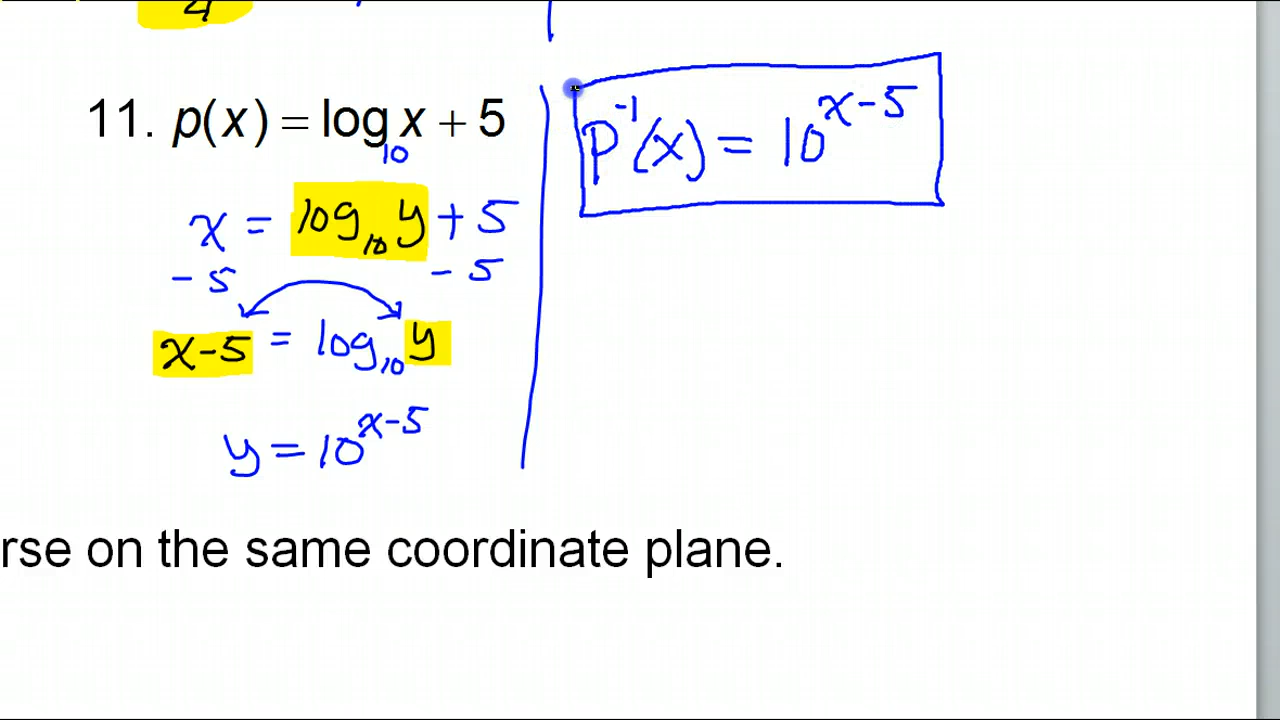 4
11. p(x) = log₁₀ x + 5
x = log₁₀ y + 5
- 5 - 5
x-5 = log₁₀ y
y = 10^(x-5)
p⁻¹(x) = 10^(x-5)
rse on the same coordinate plane.